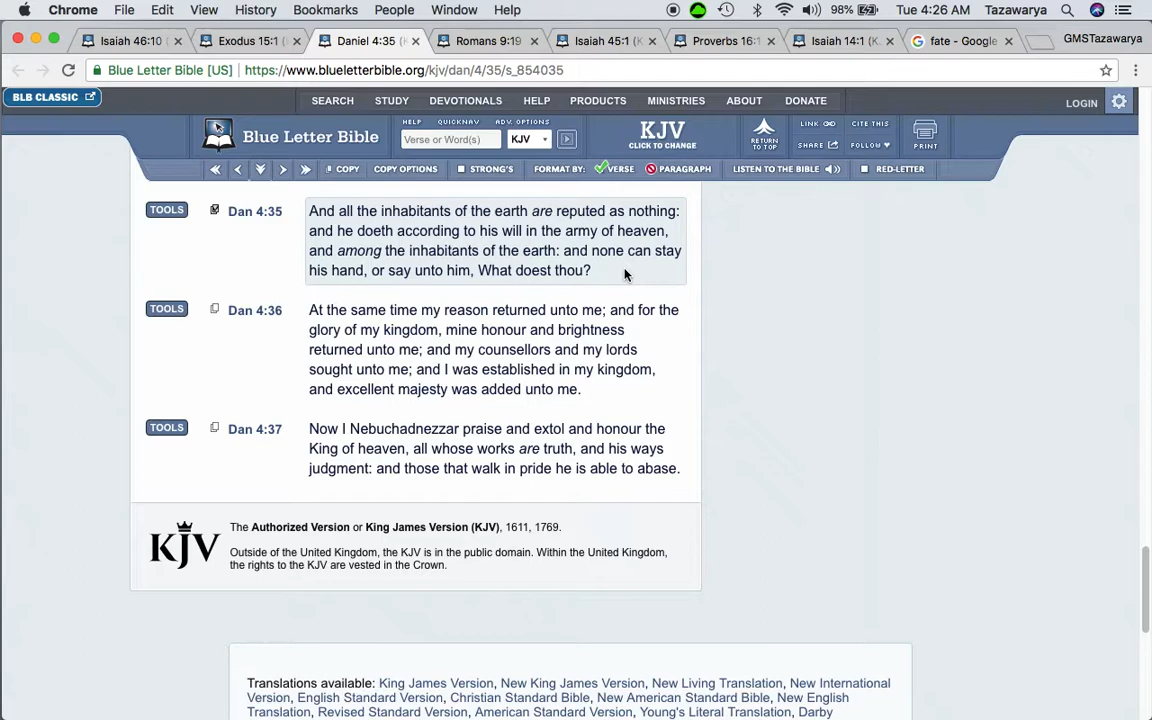 Chrome File Edit View History Bookmarks People Window Help 98% Tue 4:26 AM Tazawarya
Isaiah 46:10 ( Exodus 15:1 ( Daniel 4:35 (K Romans 9:19 Isaiah 45:1 (K Proverbs 16:1 Isaiah 14:1 (K fate - Google GMSTazawarya
Blue Letter Bible [US] https://www.blueletterbible.org/kjv/dan/4/35/s_854035
BLB CLASSIC
SEARCH STUDY DEVOTIONALS HELP PRODUCTS MINISTRIES ABOUT DONATE LOGIN
HELP QUICKNAV ADV. OPTIONS
Blue Letter Bible
Verse or Word(s) KJV
KJV
CLICK TO CHANGE
RETURN
TO TOP
LINK CITE THIS
SHARE FOLLOW
PRINT
COPY COPY OPTIONS STRONG'S FORMAT BY: VERSE PARAGRAPH LISTEN TO THE BIBLE RED-LETTER
TOOLS Dan 4:35 And all the inhabitants of the earth are reputed as nothing:
and he doeth according to his will in the army of heaven,
and among the inhabitants of the earth: and none can stay
his hand, or say unto him, What doest thou?
TOOLS Dan 4:36 At the same time my reason returned unto me; and for the
glory of my kingdom, mine honour and brightness
returned unto me; and my counsellors and my lords
sought unto me; and I was established in my kingdom,
and excellent majesty was added unto me.
TOOLS Dan 4:37 Now I Nebuchadnezzar praise and extol and honour the
King of heaven, all whose works are truth, and his ways
judgment: and those that walk in pride he is able to abase.
KJV
The Authorized Version or King James Version (KJV), 1611, 1769.
Outside of the United Kingdom, the KJV is in the public domain. Within the United Kingdom,
the rights to the KJV are vested in the Crown.
Translations available: King James Version, New King James Version, New Living Translation, New International
Version, English Standard Version, Christian Standard Bible, New American Standard Bible, New English
Translation, Revised Standard Version, American Standard Version, Young's Literal Translation, Darby